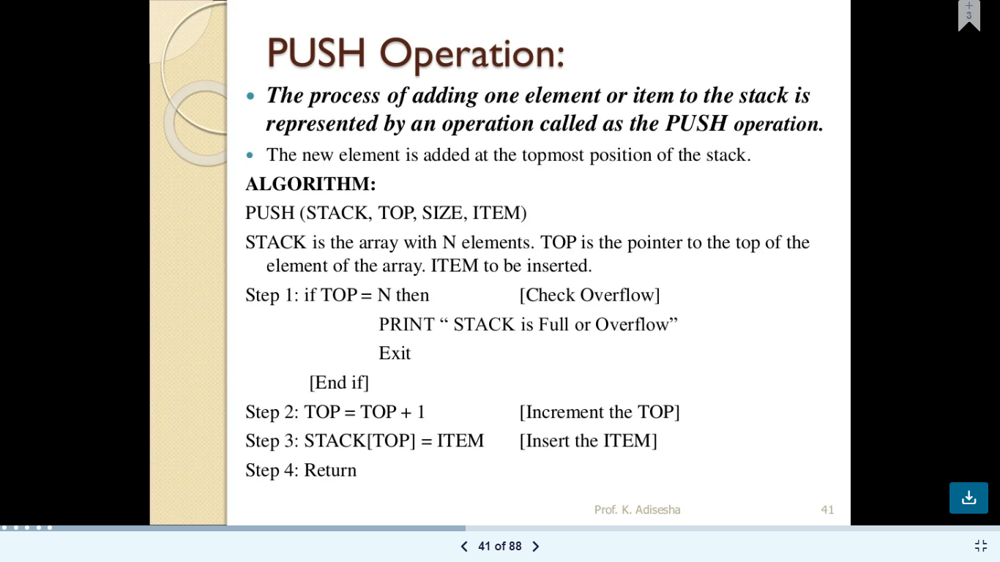 +
3
PUSH Operation:
• The process of adding one element or item to the stack is
represented by an operation called as the PUSH operation.
• The new element is added at the topmost position of the stack.
ALGORITHM:
PUSH (STACK, TOP, SIZE, ITEM)
STACK is the array with N elements. TOP is the pointer to the top of the
element of the array. ITEM to be inserted.
Step 1: if TOP = N then [Check Overflow]
PRINT “ STACK is Full or Overflow”
Exit
[End if]
Step 2: TOP = TOP + 1 [Increment the TOP]
Step 3: STACK[TOP] = ITEM [Insert the ITEM]
Step 4: Return
Prof. K. Adisesha 41
41 of 88